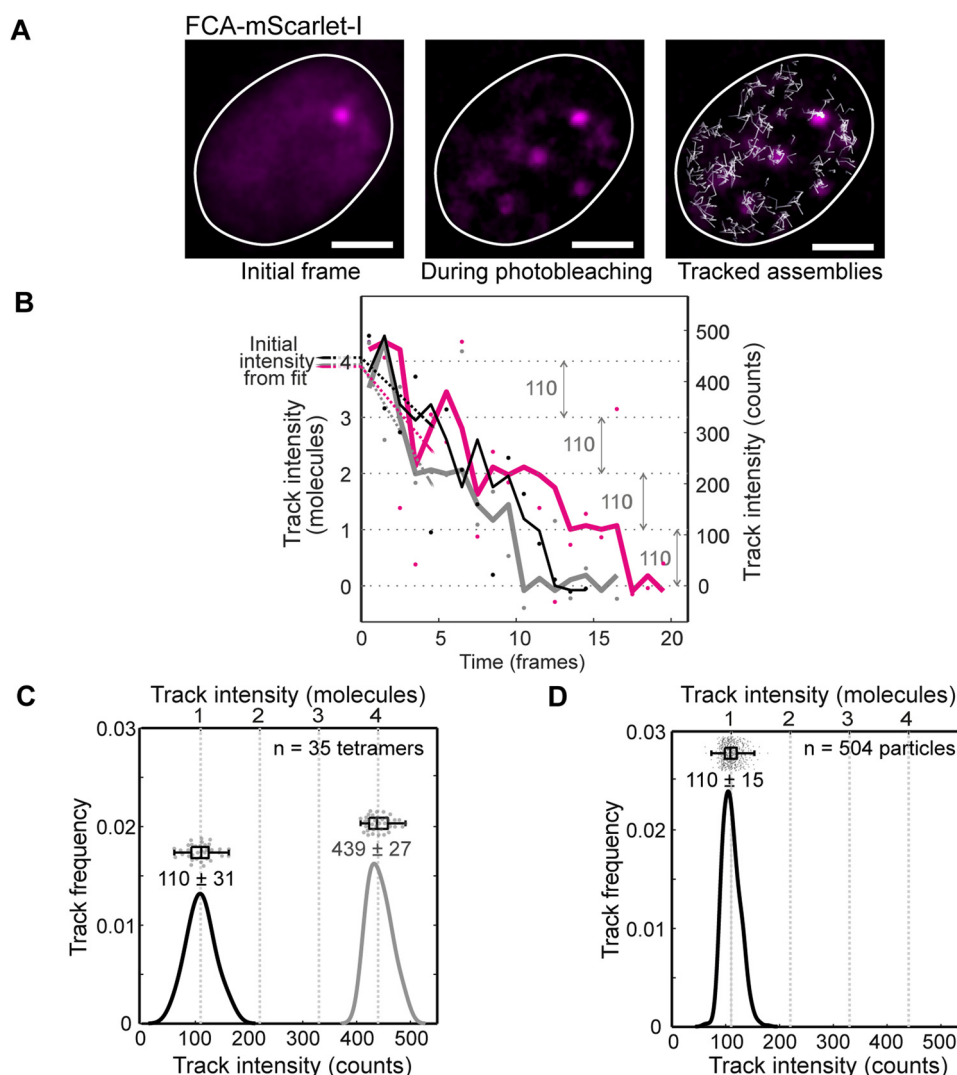 A
FCA-mScarlet-I
Initial frame
During photobleaching
Tracked assemblies
B
Initial
intensity
from fit
Track intensity
(molecules)
4
3
2
1
0
110
110
110
110
500
400
300
200
100
0
Track intensity (counts)
0
5
10
15
20
Time (frames)
C
Track intensity (molecules)
1
2
3
4
n = 35 tetramers
0.03
0.02
0.01
0
Track frequency
439 ± 27
110 ± 31
0
100
200
300
400
500
Track intensity (counts)
D
Track intensity (molecules)
1
2
3
4
n = 504 particles
0.03
0.02
0.01
0
Track frequency
110 ± 15
0
100
200
300
400
500
Track intensity (counts)